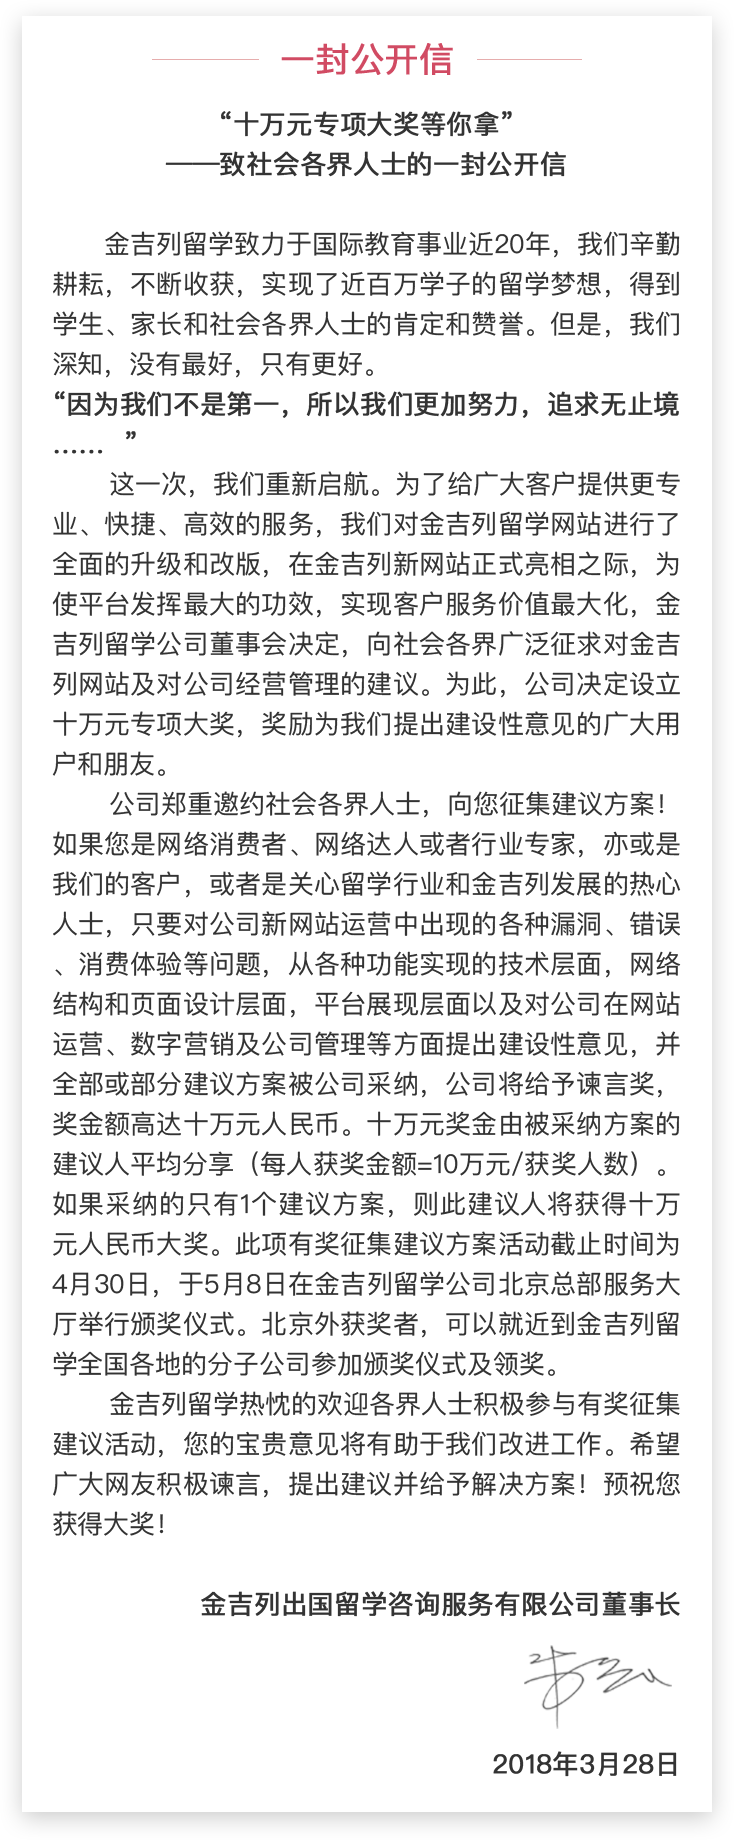 一封公开信
“十万元专项大奖等你拿”
——致社会各界人士的一封公开信
金吉列留学致力于国际教育事业近20年，我们辛勤
耕耘，不断收获，实现了近百万学子的留学梦想，得到
学生、家长和社会各界人士的肯定和赞誉。但是，我们
深知，没有最好，只有更好。
“因为我们不是第一，所以我们更加努力，追求无止境
…… ”
这一次，我们重新启航。为了给广大客户提供更专
业、快捷、高效的服务，我们对金吉列留学网站进行了
全面的升级和改版，在金吉列新网站正式亮相之际，为
使平台发挥最大的功效，实现客户服务价值最大化，金
吉列留学公司董事会决定，向社会各界广泛征求对金吉
列网站及对公司经营管理的建议。为此，公司决定设立
十万元专项大奖，奖励为我们提出建设性意见的广大用
户和朋友。
公司郑重邀约社会各界人士，向您征集建议方案！
如果您是网络消费者、网络达人或者行业专家，亦或是
我们的客户，或者是关心留学行业和金吉列发展的热心
人士，只要对公司新网站运营中出现的各种漏洞、错误
、消费体验等问题，从各种功能实现的技术层面，网络
结构和页面设计层面，平台展现层面以及对公司在网站
运营、数字营销及公司管理等方面提出建设性意见，并
全部或部分建议方案被公司采纳，公司将给予谏言奖，
奖金额高达十万元人民币。十万元奖金由被采纳方案的
建议人平均分享（每人获奖金额=10万元/获奖人数）。
如果采纳的只有1个建议方案，则此建议人将获得十万
元人民币大奖。此项有奖征集建议方案活动截止时间为
4月30日，于5月8日在金吉列留学公司北京总部服务大
厅举行颁奖仪式。北京外获奖者，可以就近到金吉列留
学全国各地的分子公司参加颁奖仪式及领奖。
金吉列留学热忱的欢迎各界人士积极参与有奖征集
建议活动，您的宝贵意见将有助于我们改进工作。希望
广大网友积极谏言，提出建议并给予解决方案！预祝您
获得大奖！
金吉列出国留学咨询服务有限公司董事长
2018年3月28日